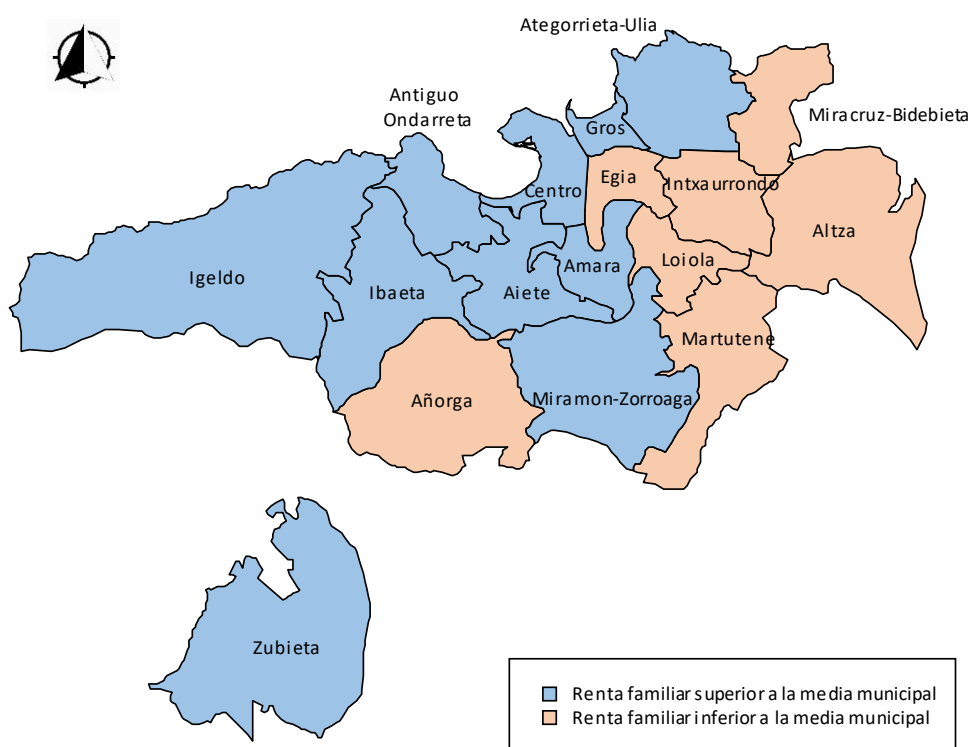 Ategorrieta-Ulia
Antiguo
Ondarreta
Miracruz-Bidebieta
Gros
Egia
Intxaurrondo
Centro
Altza
Loiola
Amara
Igeldo
Ibaeta
Aiete
Martutene
Añorga
Miramon-Zorroaga
Zubieta
Renta familiar superior a la media municipal
Renta familiar inferior a la media municipal